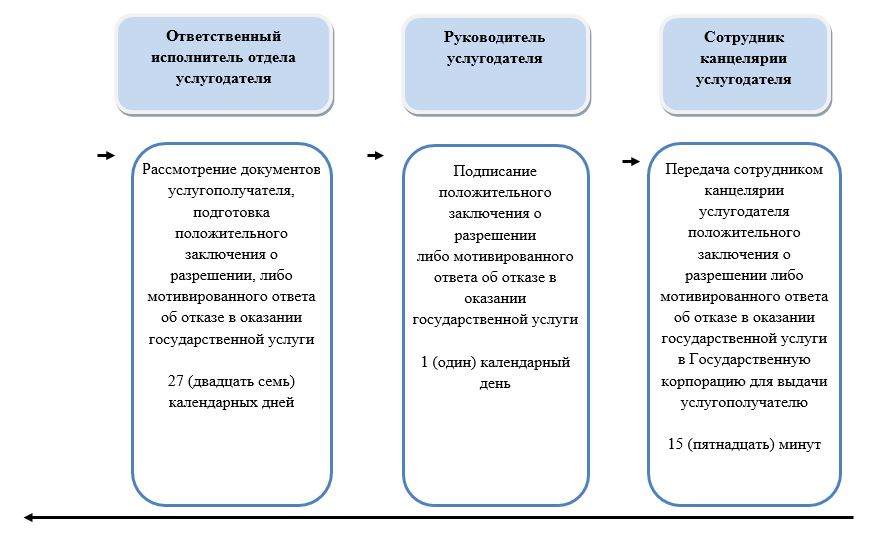 Ответственный
исполнитель отдела
услугодателя
Руководитель
услугодателя
Сотрудник
канцелярии
услугодателя
Рассмотрение документов
услугополучателя,
подготовка
положительного
заключения о
разрешении, либо
мотивированного ответа
об отказе в оказании
государственной услуги
27 (двадцать семь)
календарных дней
Подписание
положительного
заключения о
разрешении
либо мотивированного
ответа об отказе в
оказании
государственной услуги
1 (один) календарный
день
Передача сотрудником
канцелярии
услугодателя
положительного
заключения о
разрешении либо
мотивированного ответа
об отказе в оказании
государственной услуги
в Государственную
корпорацию для выдачи
услугополучателю
15 (пятнадцать) минут